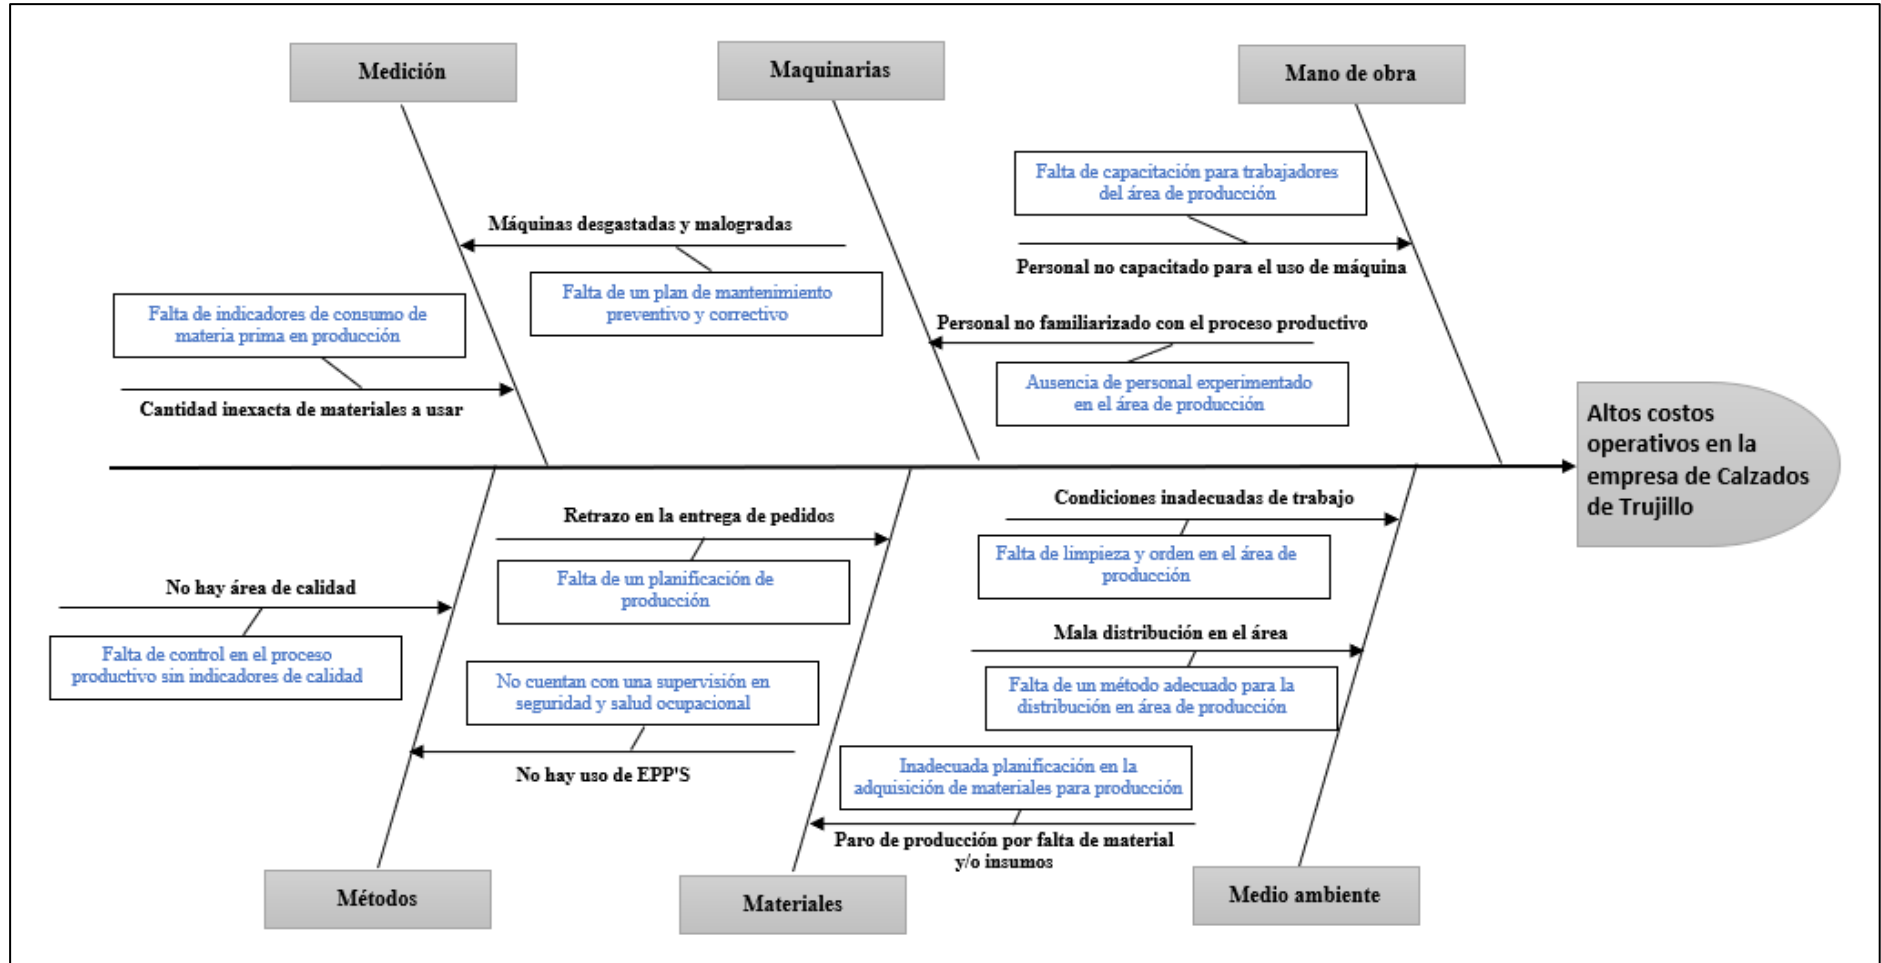 Medición
Maquinarias
Mano de obra
Falta de capacitación para trabajadores
del área de producción
Máquinas desgastadas y malogradas
Personal no capacitado para el uso de máquina
Falta de un plan de mantenimiento
preventivo y correctivo
Falta de indicadores de consumo de
materia prima en producción
Personal no familiarizado con el proceso productivo
Ausencia de personal experimentado
en el área de producción
Cantidad inexacta de materiales a usar
Altos costos
operativos en la
empresa de Calzados
de Trujillo
Condiciones inadecuadas de trabajo
Retrazo en la entrega de pedidos
Falta de limpieza y orden en el área de
producción
Falta de un planificación de
producción
No hay área de calidad
Mala distribución en el área
Falta de control en el proceso
productivo sin indicadores de calidad
No cuentan con una supervisión en
seguridad y salud ocupacional
Falta de un método adecuado para la
distribución en área de producción
No hay uso de EPP'S
Inadecuada planificación en la
adquisición de materiales para producción
Paro de producción por falta de material
y/o insumos
Métodos
Materiales
Medio ambiente